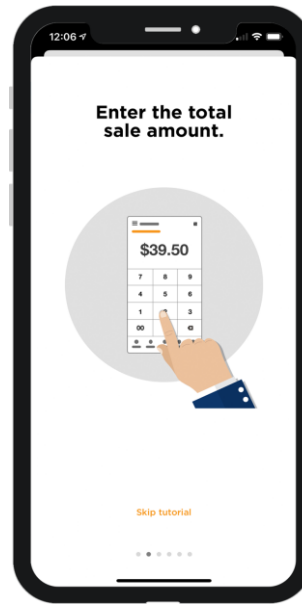 12:06
Enter the total
sale amount.
$39.50
7 8 9
4 5 6
1 3
00
Skip tutorial